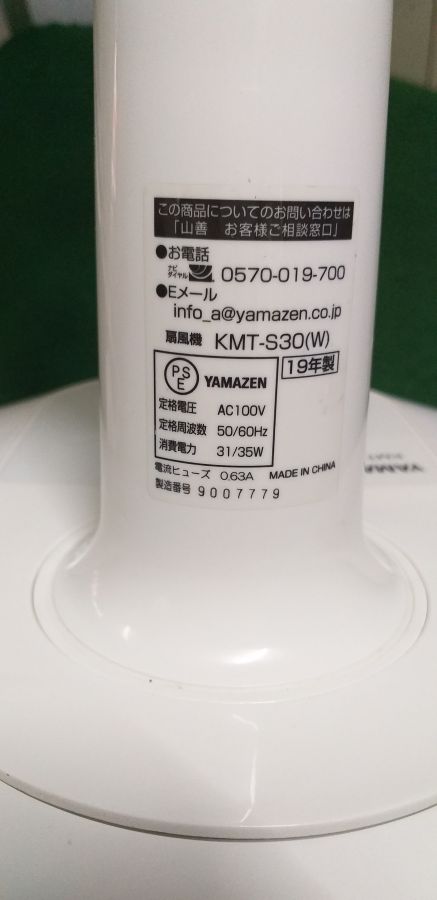 この商品についてのお問い合わせは
「山善 お客様ご相談窓口」
●お電話
ナビダイヤル 0570-019-700
●Eメール
info_a@yamazen.co.jp
扇風機 KMT-S30(W)
19年製
PSE YAMAZEN
定格電圧 AC100V
定格周波数 50/60Hz
消費電力 31/35W
電流ヒューズ 0.63A MADE IN CHINA
製造番号 9007779
YAMA